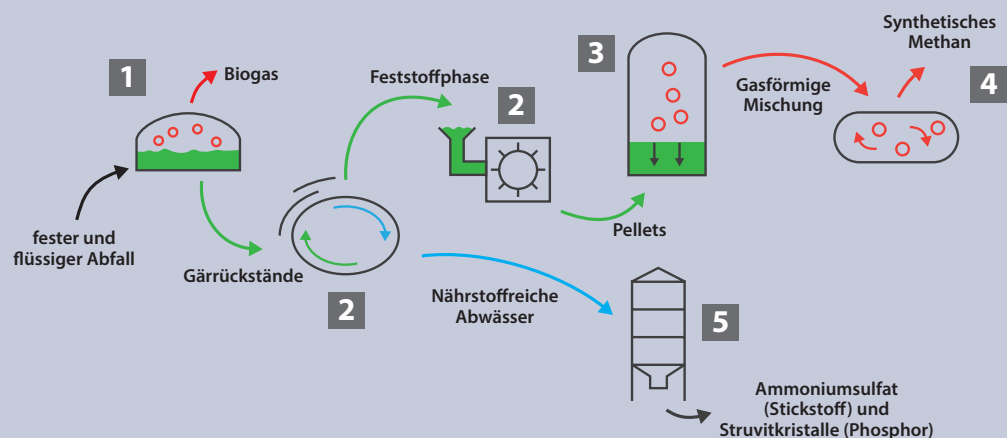 1
Biogas
fester und
flüssiger Abfall
Gärrückstände
Feststoffphase
2
2
Nährstoffreiche
Abwässer
Pellets
3
Gasförmige
Mischung
Synthetisches
Methan
4
5
Ammoniumsulfat
(Stickstoff) und
Struvitkristalle (Phosphor)